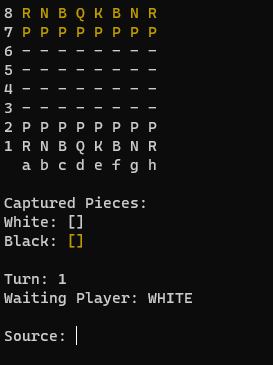 8 R N B Q K B N R
7 P P P P P P P P
6 - - - - - - - -
5 - - - - - - - -
4 - - - - - - - -
3 - - - - - - - -
2 P P P P P P P P
1 R N B Q K B N R
a b c d e f g h
Captured Pieces:
White: []
Black: []
Turn: 1
Waiting Player: WHITE
Source: